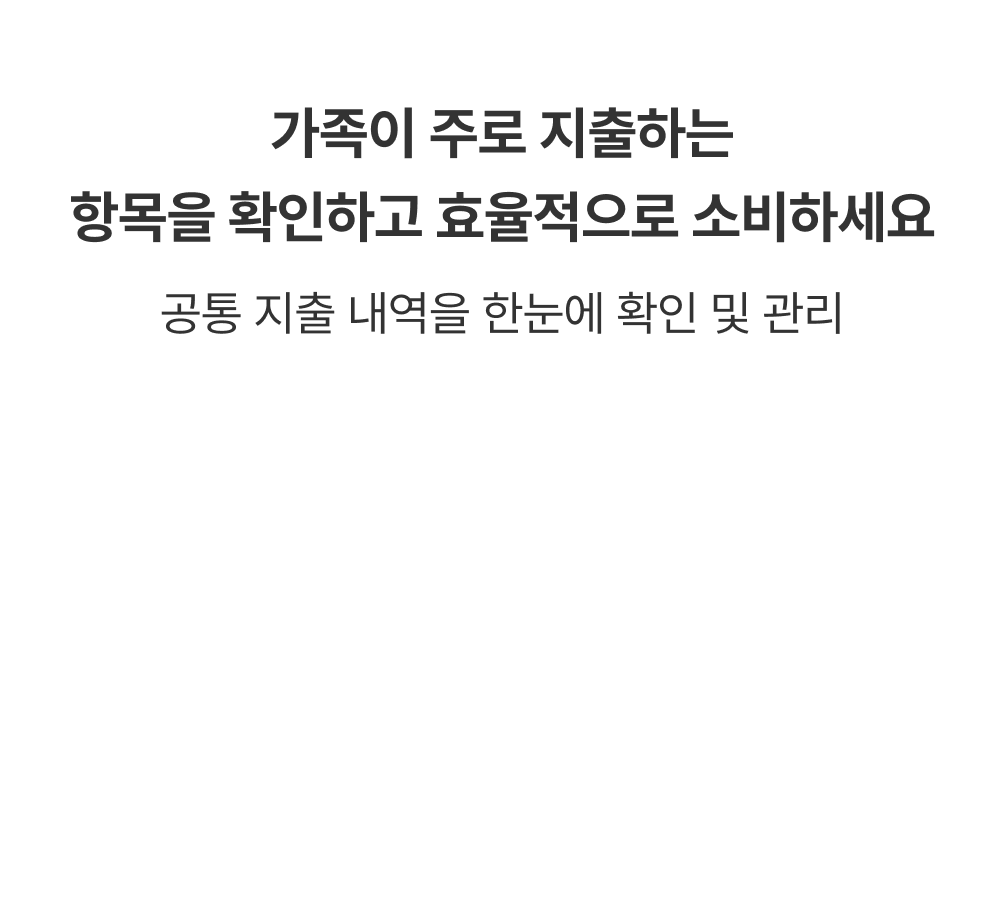 가족이 주로 지출하는
항목을 확인하고 효율적으로 소비하세요
공통 지출 내역을 한눈에 확인 및 관리